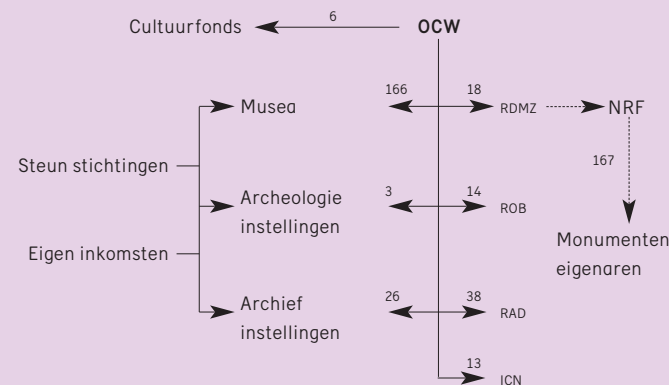 6
Cultuurfonds OCW
166 18
Musea RDMZ NRF
167
Steun stichtingen
3 14
Archeologie
instellingen
ROB
Monumenten
eigenaren
Eigen inkomsten
26 38
Archief
instellingen
RAD
13
ICN